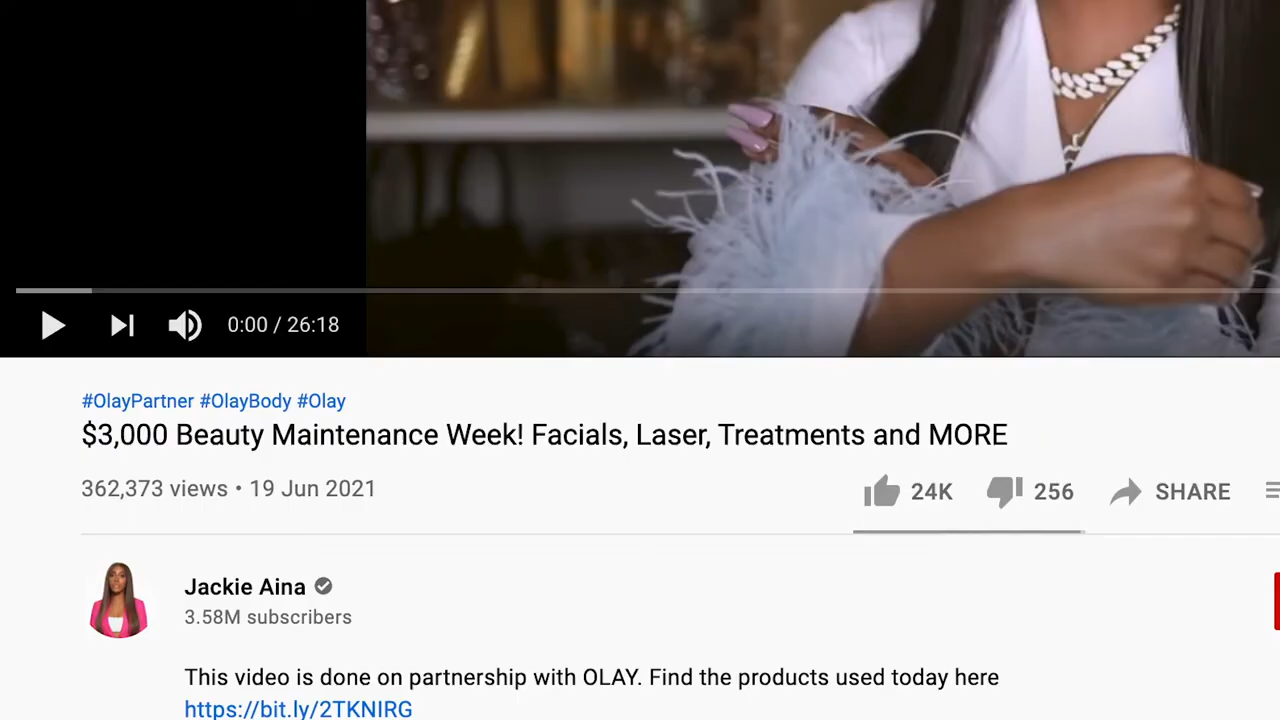 0:00 / 26:18
#OlayPartner #OlayBody #Olay
$3,000 Beauty Maintenance Week! Facials, Laser, Treatments and MORE
362,373 views • 19 Jun 2021
24K 256 SHARE
Jackie Aina
3.58M subscribers
This video is done on partnership with OLAY. Find the products used today here
https://bit.ly/2TKNIRG